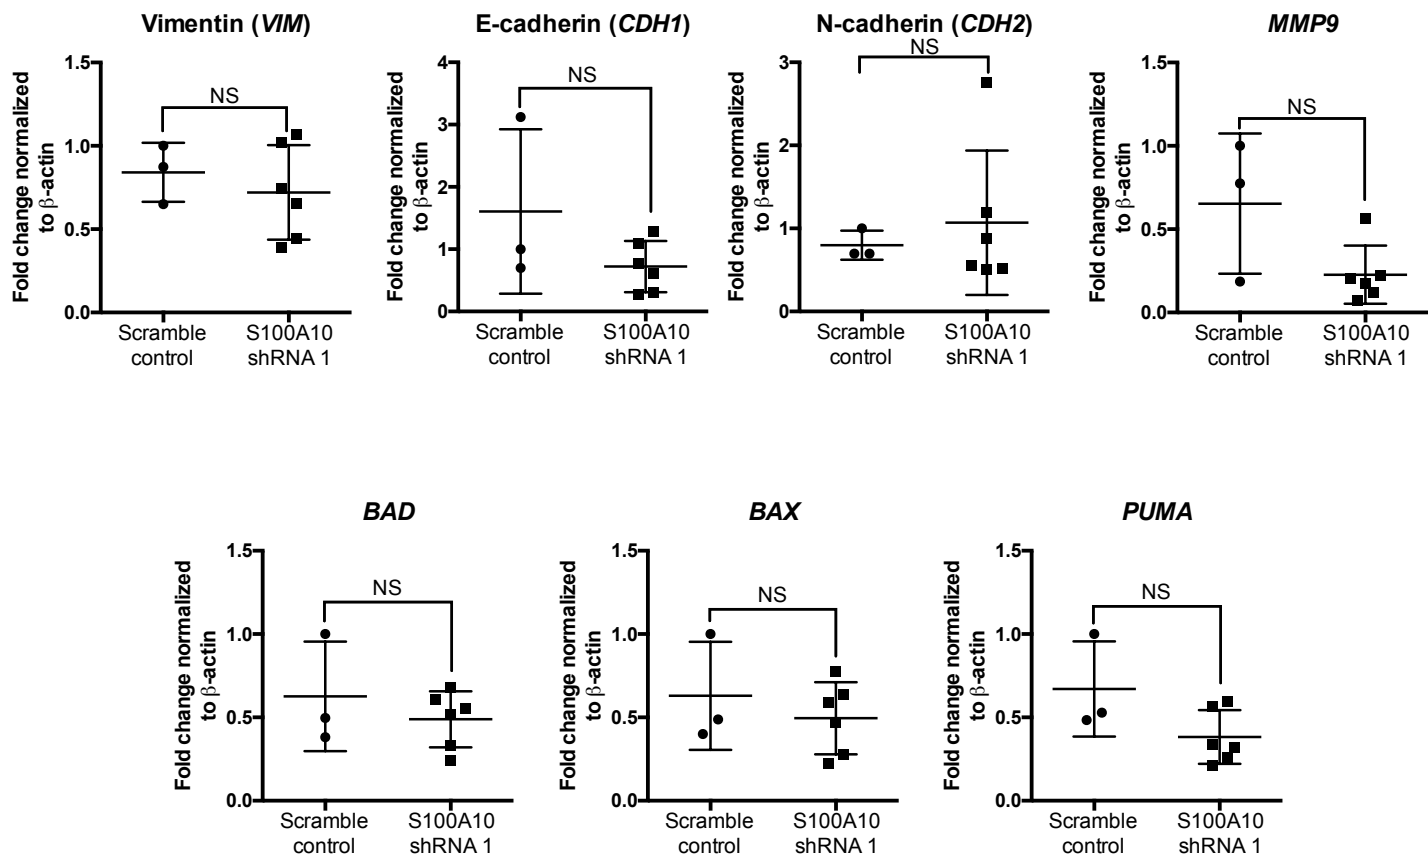 Vimentin (VIM)
Fold change normalized
to β-actin
1.5
1.0
0.5
0.0
NS
Scramble
control
S100A10
shRNA 1
E-cadherin (CDH1)
Fold change normalized
to β-actin
4
3
2
1
0
NS
Scramble
control
S100A10
shRNA 1
N-cadherin (CDH2)
Fold change normalized
to β-actin
3
2
1
0
NS
Scramble
control
S100A10
shRNA 1
MMP9
Fold change normalized
to β-actin
1.5
1.0
0.5
0.0
NS
Scramble
control
S100A10
shRNA 1
BAD
Fold change normalized
to β-actin
1.5
1.0
0.5
0.0
NS
Scramble
control
S100A10
shRNA 1
BAX
Fold change normalized
to β-actin
1.5
1.0
0.5
0.0
NS
Scramble
control
S100A10
shRNA 1
PUMA
Fold change normalized
to β-actin
1.5
1.0
0.5
0.0
NS
Scramble
control
S100A10
shRNA 1